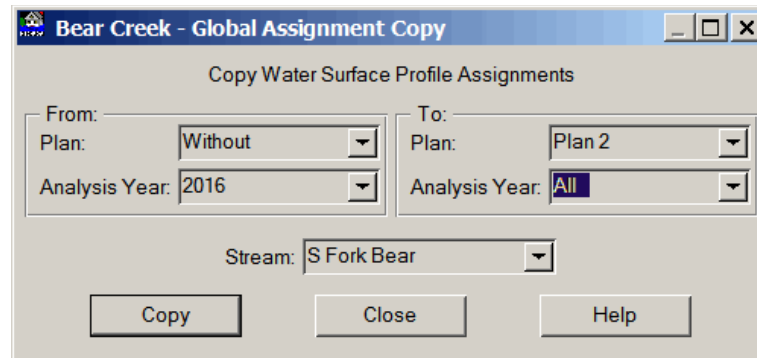 Bear Creek - Global Assignment Copy
Copy Water Surface Profile Assignments
From:
Plan: Without
Analysis Year: 2016
To:
Plan: Plan 2
Analysis Year: All
Stream: S Fork Bear
Copy Close Help